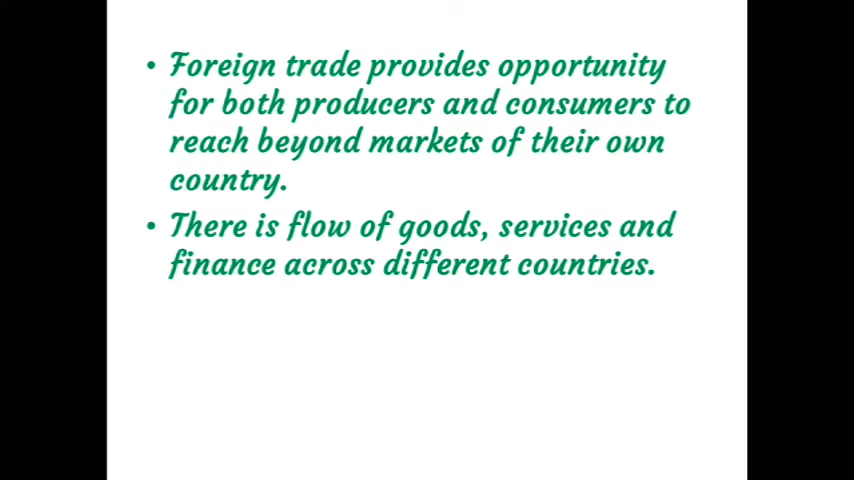 • Foreign trade provides opportunity
for both producers and consumers to
reach beyond markets of their own
country.
• There is flow of goods, services and
finance across different countries.